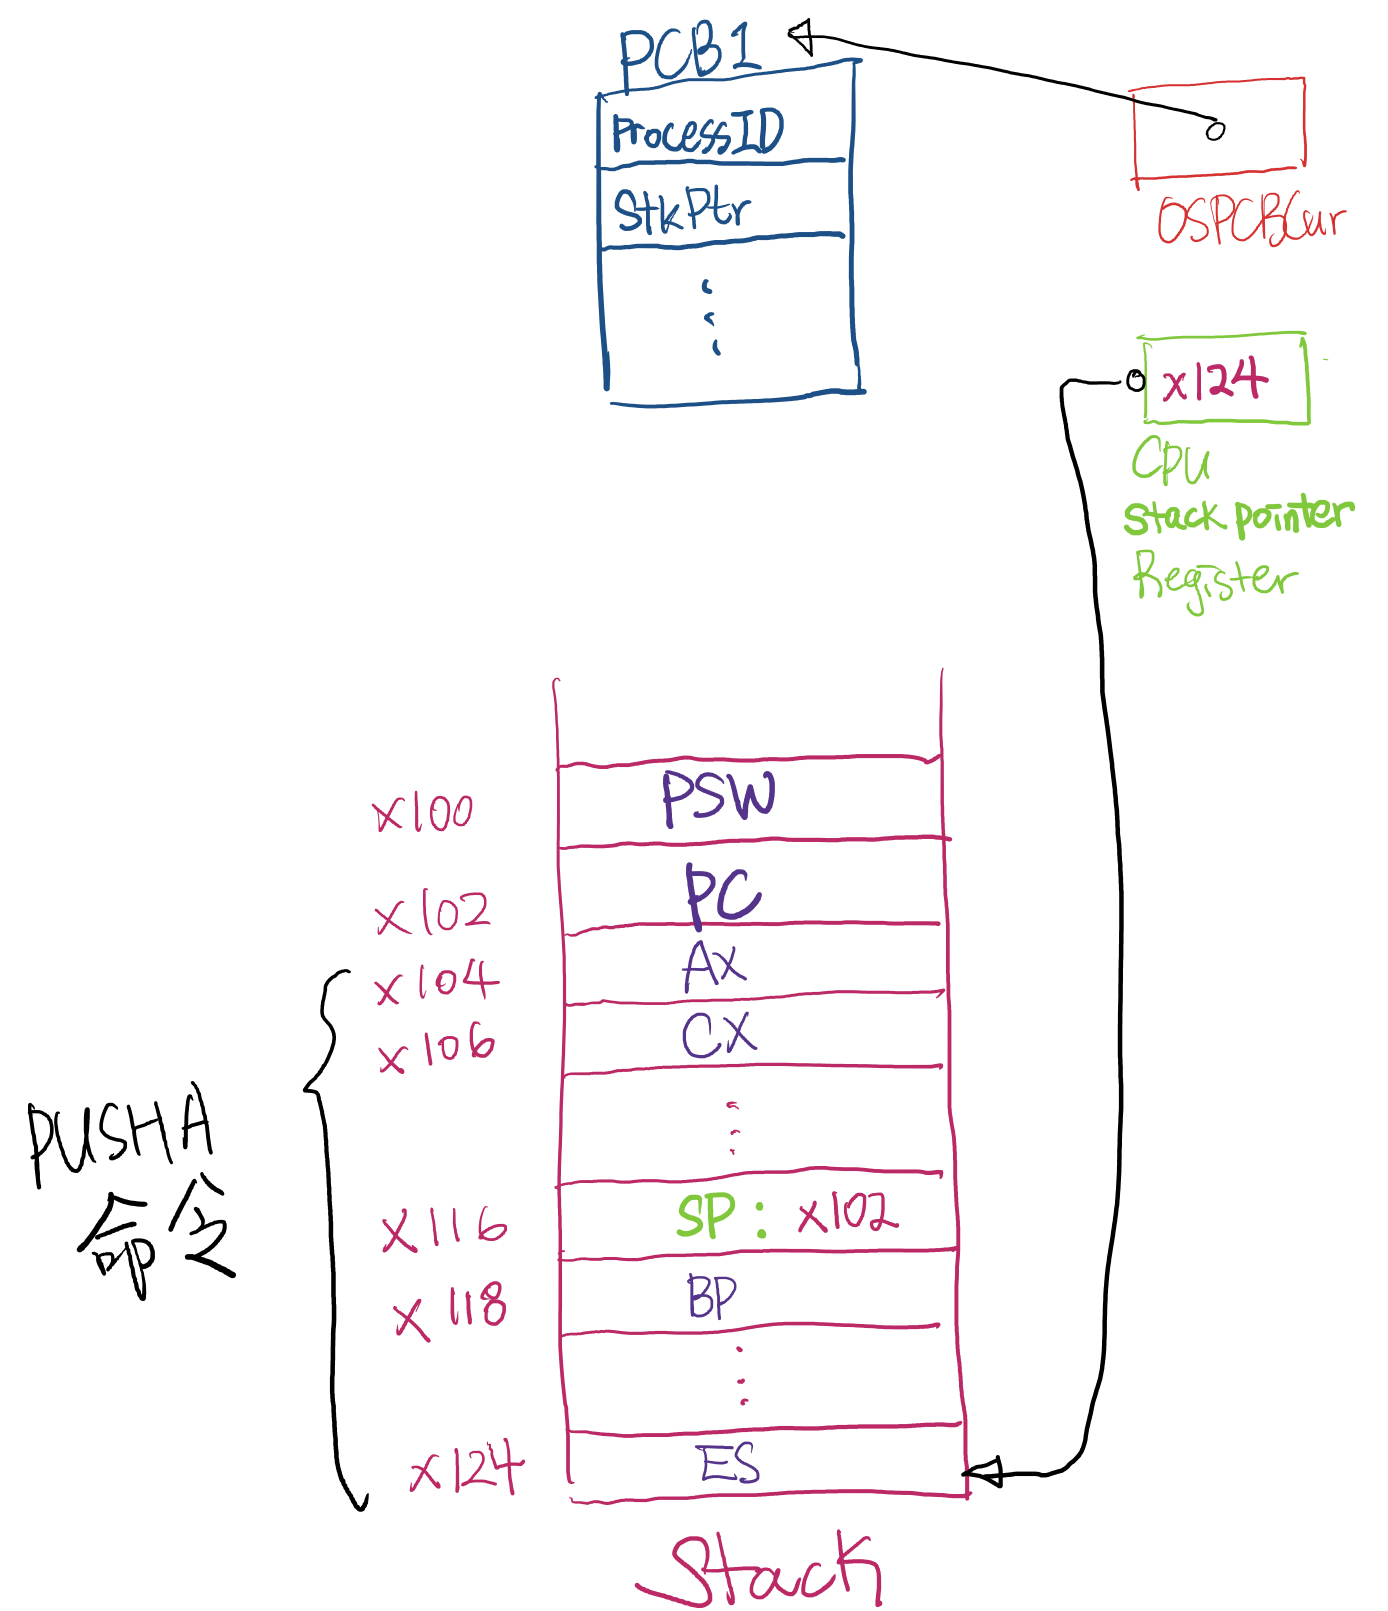 PCB1
ProcessID
StkPtr
OSPCBCur
x124
CPU
stack pointer
Register
x100 PSW
x102 PC
x104 AX
x106 CX
PUSHA
命令
x116 SP: x102
x118 BP
x124 ES
Stack